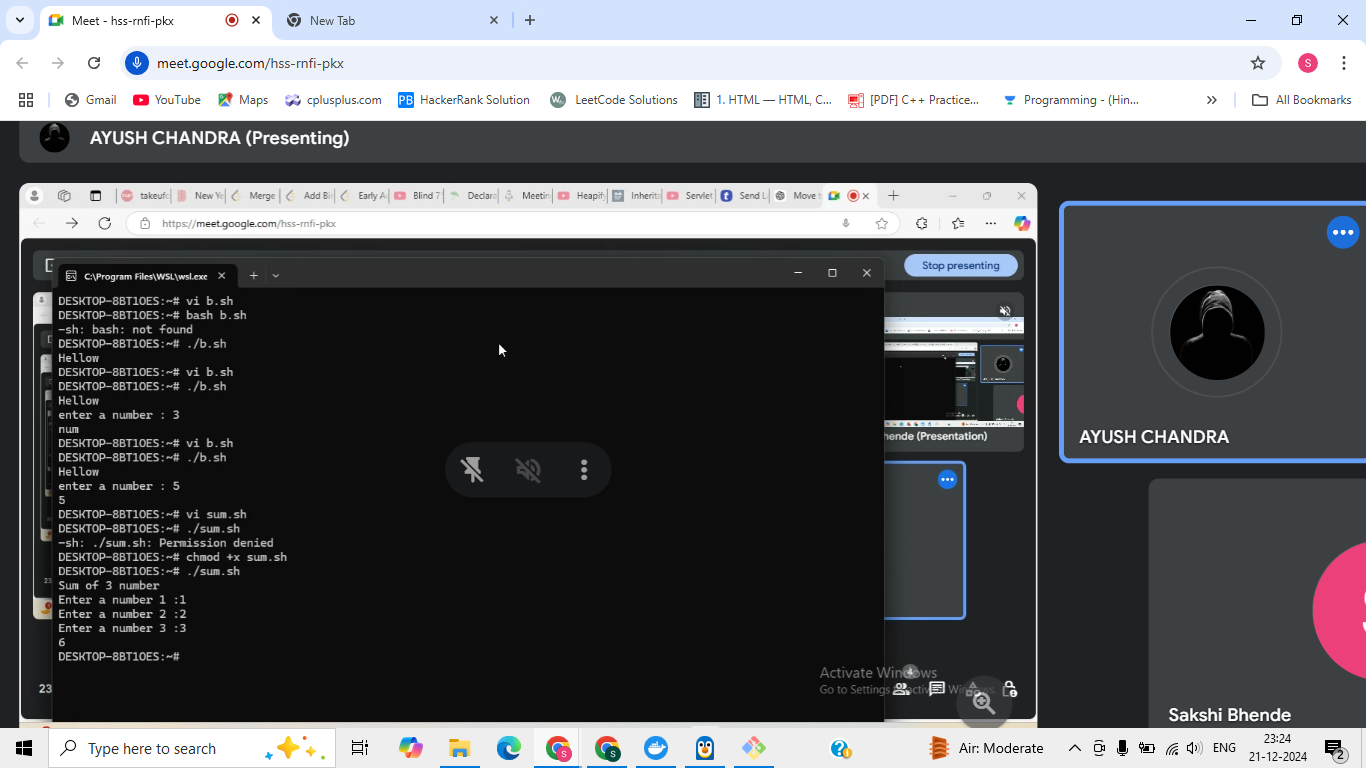 Meet - hss-rnfi-pkx
New Tab
meet.google.com/hss-rnfi-pkx
S
Gmail
YouTube
Maps
cplusplus.com
HackerRank Solution
LeetCode Solutions
1. HTML — HTML, C...
[PDF] C++ Practice...
Programming - (Hin...
All Bookmarks
AYUSH CHANDRA (Presenting)
takeufo
New Ye
Merge
Add Bin
Early A
Blind 7
Declara
Meetin
Heapif
Inherit
Servlet
Send L
Move t
https://meet.google.com/hss-rnfi-pkx
C:\Program Files\WSL\wsl.exe
Stop presenting
DESKTOP-8BT1OES:~# vi b.sh
DESKTOP-8BT1OES:~# bash b.sh
-sh: bash: not found
DESKTOP-8BT1OES:~# ./b.sh
Hellow
DESKTOP-8BT1OES:~# vi b.sh
DESKTOP-8BT1OES:~# ./b.sh
Hellow
enter a number : 3
num
DESKTOP-8BT1OES:~# vi b.sh
DESKTOP-8BT1OES:~# ./b.sh
Hellow
enter a number : 5
5
DESKTOP-8BT1OES:~# vi sum.sh
DESKTOP-8BT1OES:~# ./sum.sh
-sh: ./sum.sh: Permission denied
DESKTOP-8BT1OES:~# chmod +x sum.sh
DESKTOP-8BT1OES:~# ./sum.sh
Sum of 3 number
Enter a number 1 :1
Enter a number 2 :2
Enter a number 3 :3
6
DESKTOP-8BT1OES:~#
hende (Presentation)
23
Activate Windows
Go to Settings
AYUSH CHANDRA
Sakshi Bhende
Type here to search
Air: Moderate
ENG
23:24
21-12-2024
2